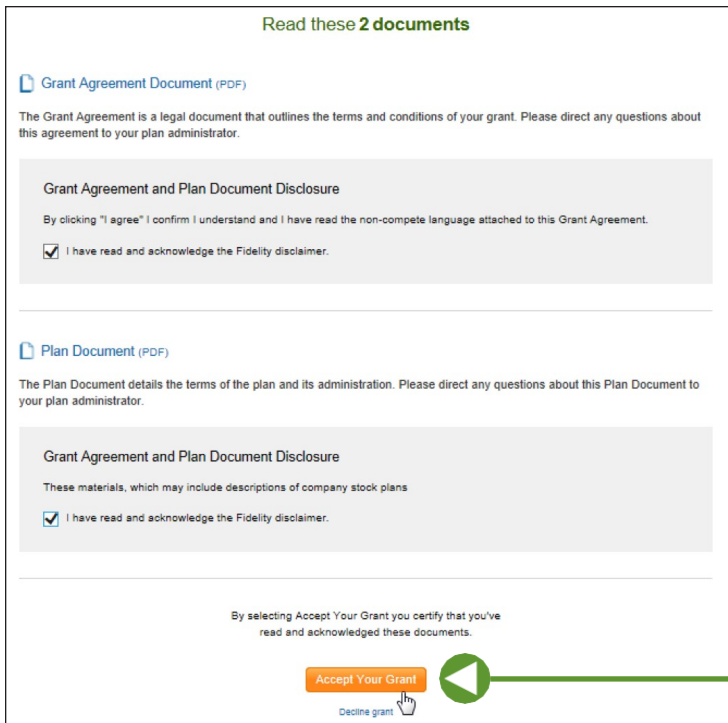 Read these 2 documents
Grant Agreement Document (PDF)
The Grant Agreement is a legal document that outlines the terms and conditions of your grant. Please direct any questions about
this agreement to your plan administrator.
Grant Agreement and Plan Document Disclosure
By clicking "I agree" I confirm I understand and I have read the non-compete language attached to this Grant Agreement.
I have read and acknowledge the Fidelity disclaimer.
Plan Document (PDF)
The Plan Document details the terms of the plan and its administration. Please direct any questions about this Plan Document to
your plan administrator.
Grant Agreement and Plan Document Disclosure
These materials, which may include descriptions of company stock plans
I have read and acknowledge the Fidelity disclaimer.
By selecting Accept Your Grant you certify that you've
read and acknowledged these documents.
Accept Your Grant
Decline grant